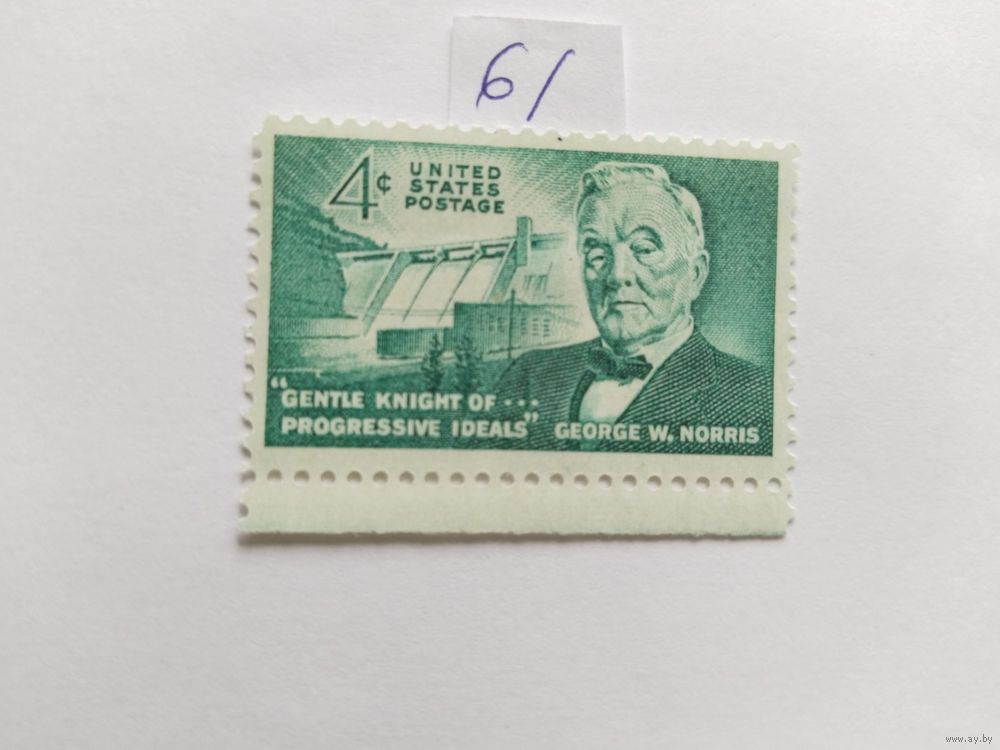 61
4¢
UNITED
STATES
POSTAGE
"GENTLE KNIGHT OF ...
PROGRESSIVE IDEALS"
GEORGE W. NORRIS
www.ay.by